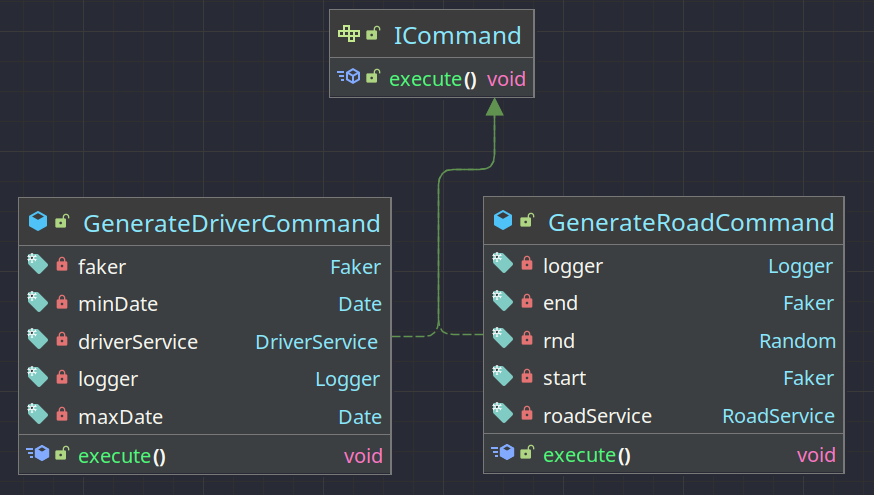 ICommand
execute() void
GenerateDriverCommand
faker Faker
minDate Date
driverService DriverService
logger Logger
maxDate Date
execute() void
GenerateRoadCommand
logger Logger
end Faker
rnd Random
start Faker
roadService RoadService
execute() void